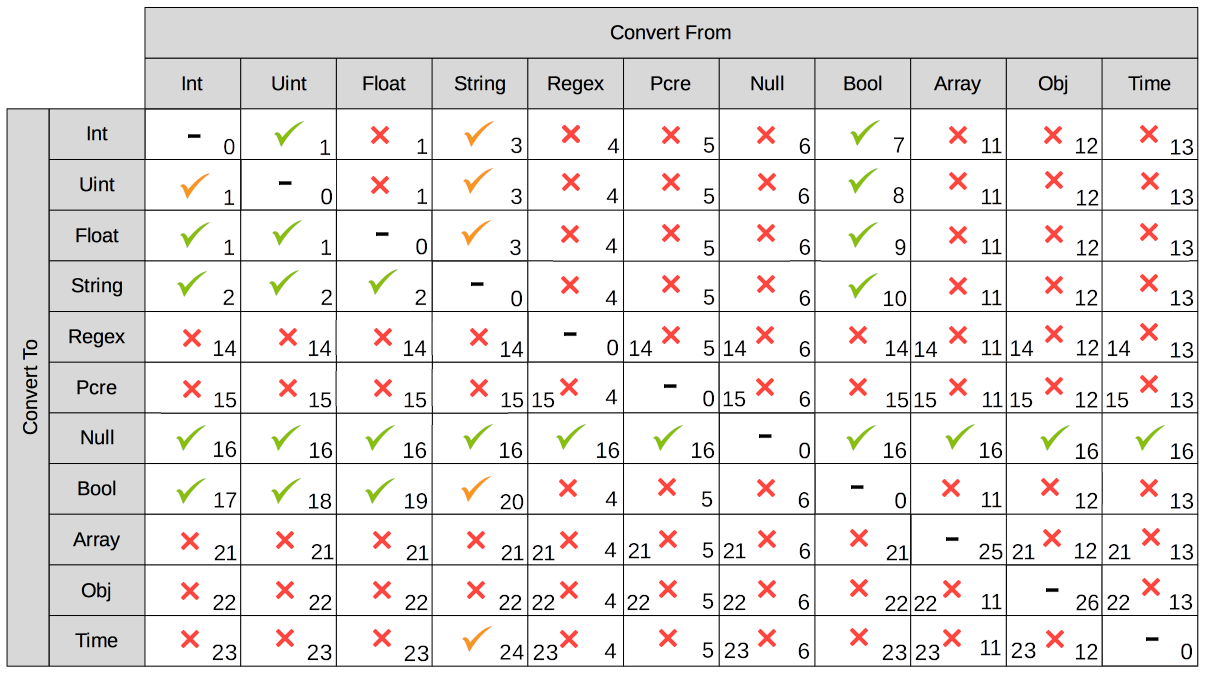 Convert From
Int Uint Float String Regex Pcre Null Bool Array Obj Time
Convert To
Int - 0 ✓ 1 ✗ 1 ✓ 3 ✗ 4 ✗ 5 ✗ 6 ✓ 7 ✗ 11 ✗ 12 ✗ 13
Uint ✓ 1 - 0 ✗ 1 ✓ 3 ✗ 4 ✗ 5 ✗ 6 ✓ 8 ✗ 11 ✗ 12 ✗ 13
Float ✓ 1 ✓ 1 - 0 ✓ 3 ✗ 4 ✗ 5 ✗ 6 ✓ 9 ✗ 11 ✗ 12 ✗ 13
String ✓ 2 ✓ 2 ✓ 2 - 0 ✗ 4 ✗ 5 ✗ 6 ✓ 10 ✗ 11 ✗ 12 ✗ 13
Regex ✗ 14 ✗ 14 ✗ 14 ✗ 14 - 0 14 ✗ 5 14 ✗ 6 ✗ 14 14 ✗ 11 14 ✗ 12 14 ✗ 13
Pcre ✗ 15 ✗ 15 ✗ 15 ✗ 15 15 ✗ 4 - 0 15 ✗ 6 ✗ 15 15 ✗ 11 15 ✗ 12 15 ✗ 13
Null ✓ 16 ✓ 16 ✓ 16 ✓ 16 ✓ 16 ✓ 16 - 0 ✓ 16 ✓ 16 ✓ 16 ✓ 16
Bool ✓ 17 ✓ 18 ✓ 19 ✓ 20 ✗ 4 ✗ 5 ✗ 6 - 0 ✗ 11 ✗ 12 ✗ 13
Array ✗ 21 ✗ 21 ✗ 21 ✗ 21 21 ✗ 4 21 ✗ 5 21 ✗ 6 ✗ 21 - 25 21 ✗ 12 21 ✗ 13
Obj ✗ 22 ✗ 22 ✗ 22 ✗ 22 22 ✗ 4 22 ✗ 5 22 ✗ 6 ✗ 22 22 ✗ 11 - 26 22 ✗ 13
Time ✗ 23 ✗ 23 ✗ 23 ✓ 24 23 ✗ 4 ✗ 5 23 ✗ 6 ✗ 23 23 ✗ 11 23 ✗ 12 - 0